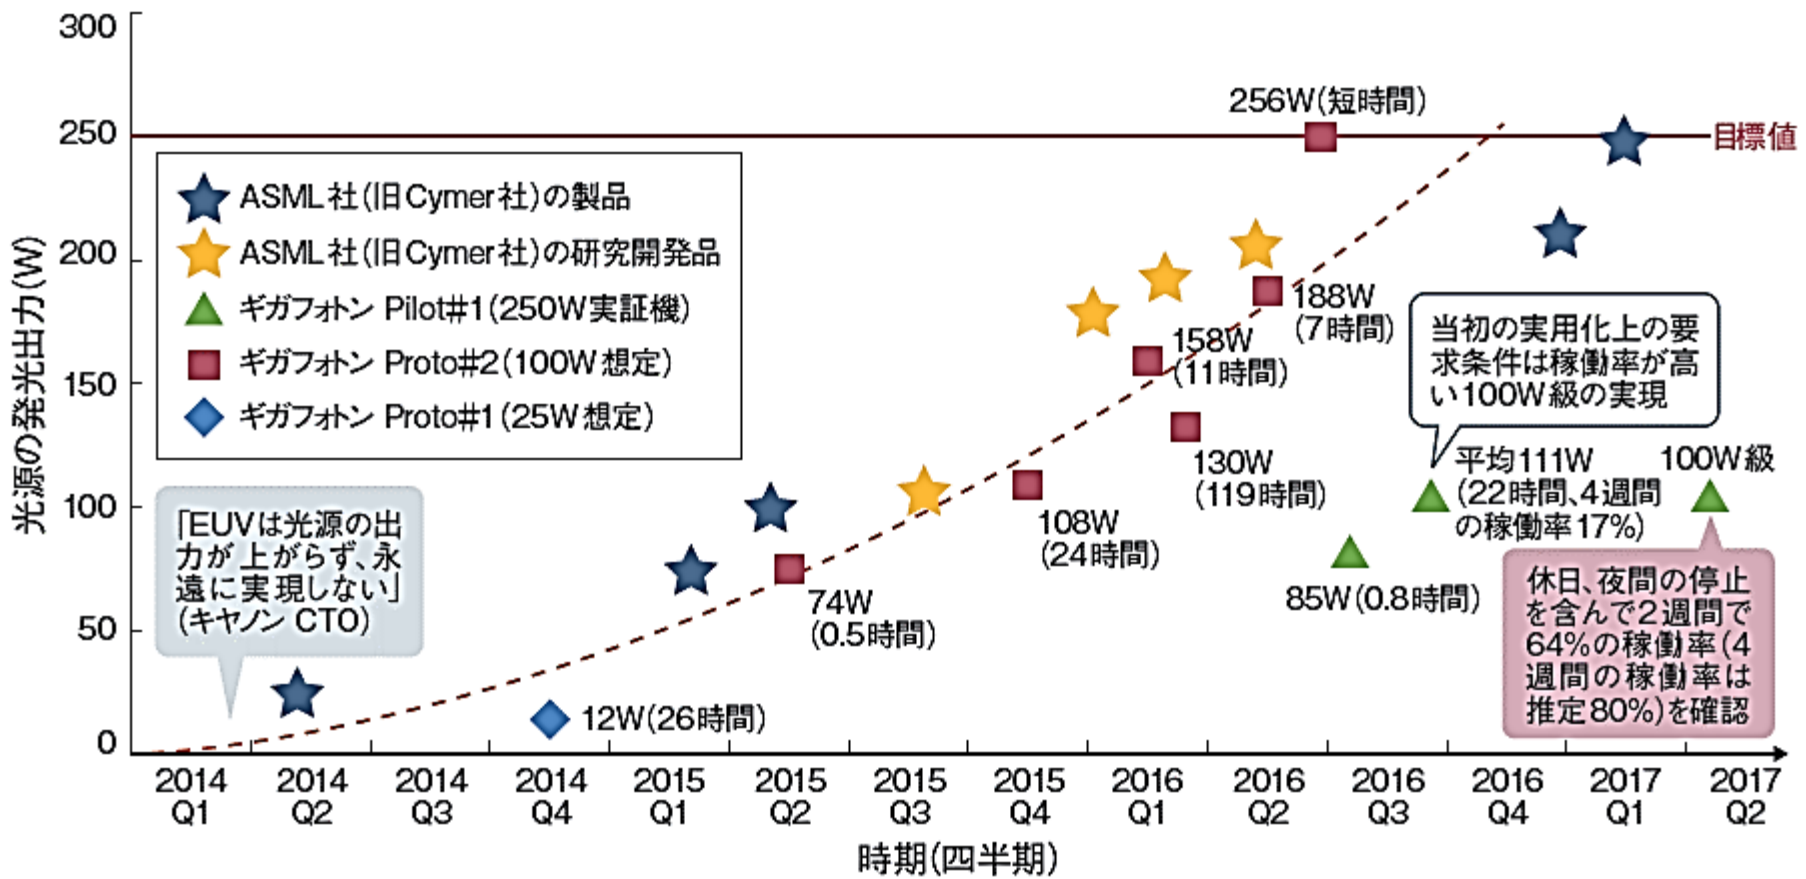 300
250
200
150
100
50
0
光源の発光出力(W)
256W(短時間)
目標値
ASML社(旧Cymer社)の製品
ASML社(旧Cymer社)の研究開発品
ギガフォトン Pilot#1(250W実証機)
ギガフォトン Proto#2(100W想定)
ギガフォトン Proto#1(25W想定)
188W
(7時間)
158W
(11時間)
当初の実用化上の要
求条件は稼働率が高
い100W級の実現
130W
(119時間)
平均111W
(22時間、4週間
の稼働率17%)
100W級
「EUVは光源の出
力が上がらず、永
遠に実現しない」
(キヤノン CTO)
108W
(24時間)
85W(0.8時間)
74W
(0.5時間)
休日、夜間の停止
を含んで2週間で
64%の稼働率(4
週間の稼働率は
推定80%)を確認
12W(26時間)
2014
Q1
2014
Q2
2014
Q3
2014
Q4
2015
Q1
2015
Q2
2015
Q3
2015
Q4
2016
Q1
2016
Q2
2016
Q3
2016
Q4
2017
Q1
2017
Q2
時期(四半期)